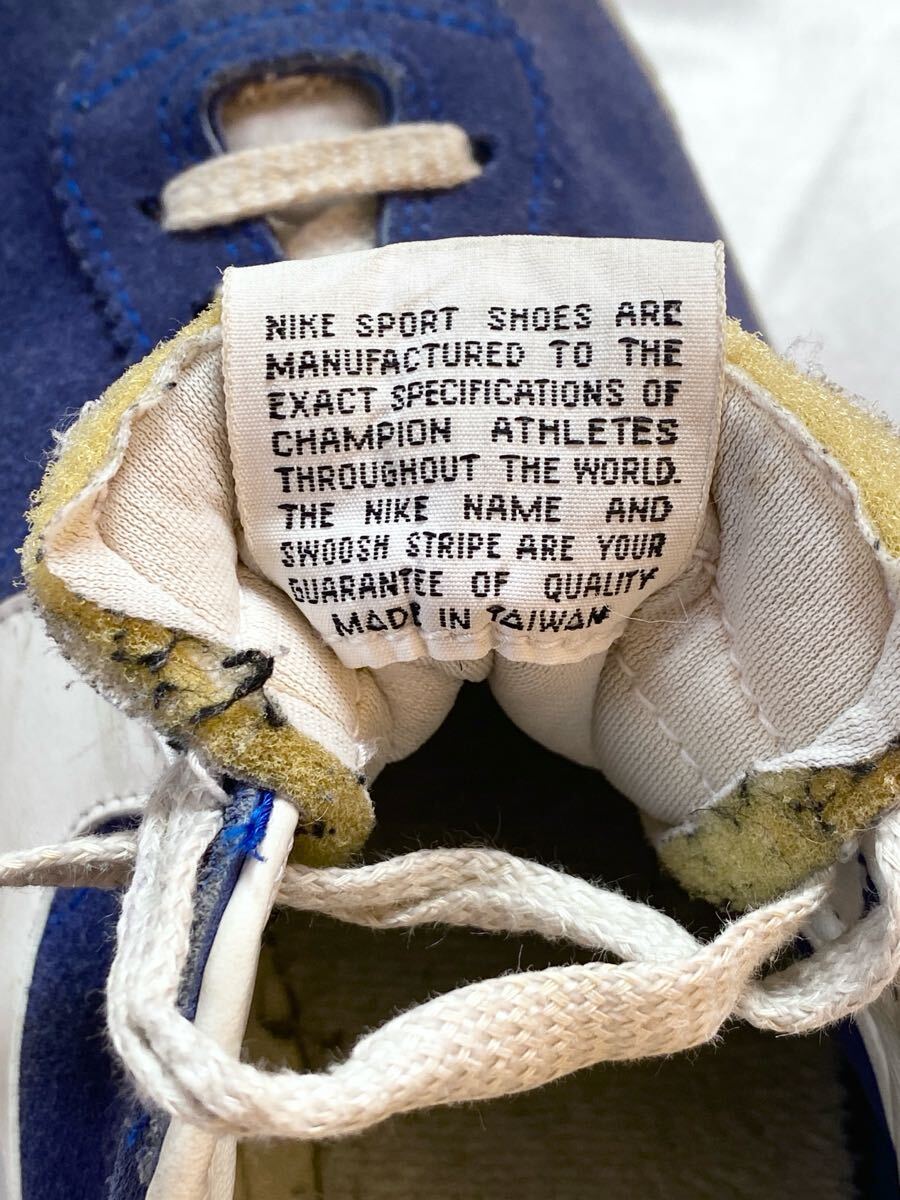 NIKE SPORT SHOES ARE
MANUFACTURED TO THE
EXACT SPECIFICATIONS OF
CHAMPION ATHLETES
THROUGHOUT THE WORLD.
THE NIKE NAME AND
SWOOSH STRIPE ARE YOUR
GUARANTEE OF QUALITY
MADE IN TAIWAN